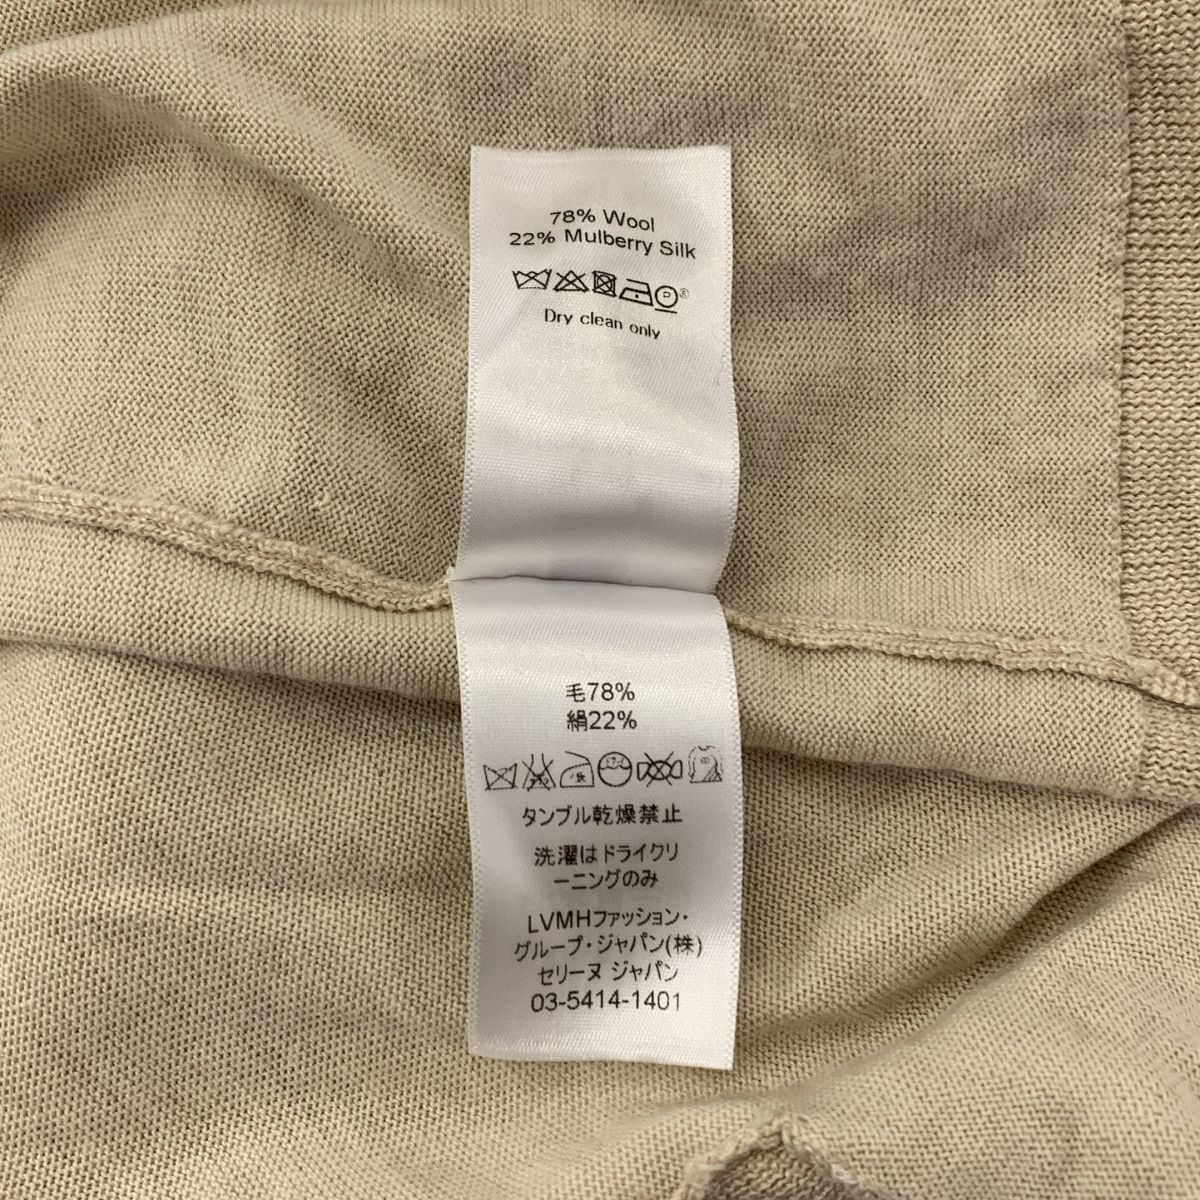 78% Wool
22% Mulberry Silk
Dry clean only
毛78%
絹22%
タンブル乾燥禁止
洗濯はドライクリ
ーニングのみ
LVMHファッション・
グループ・ジャパン(株)
セリーヌ ジャパン
03-5414-1401